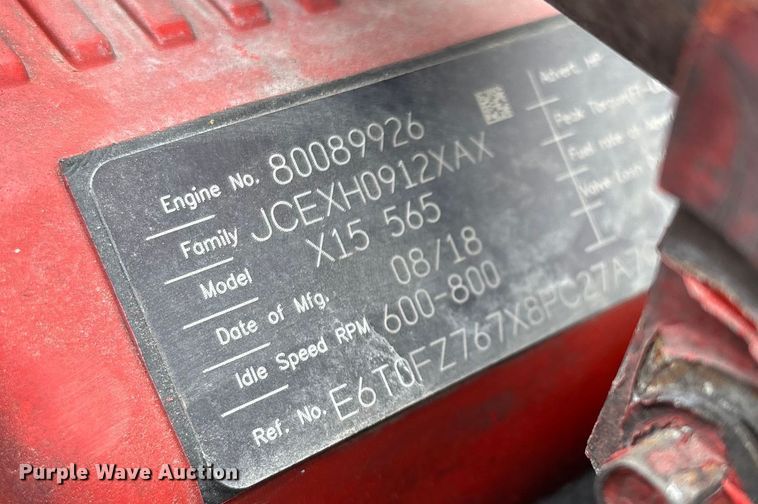 Engine No. 80089926
Family JCEXH0912XAX
Model X15 565
Date of Mfg. 08/18
Idle Speed RPM 600-800
Ref. No. E6T0FZ767X8PC27A7
Advert. HP
Peak
Fuel rate at
Valve Lash
Purple Wave Auction